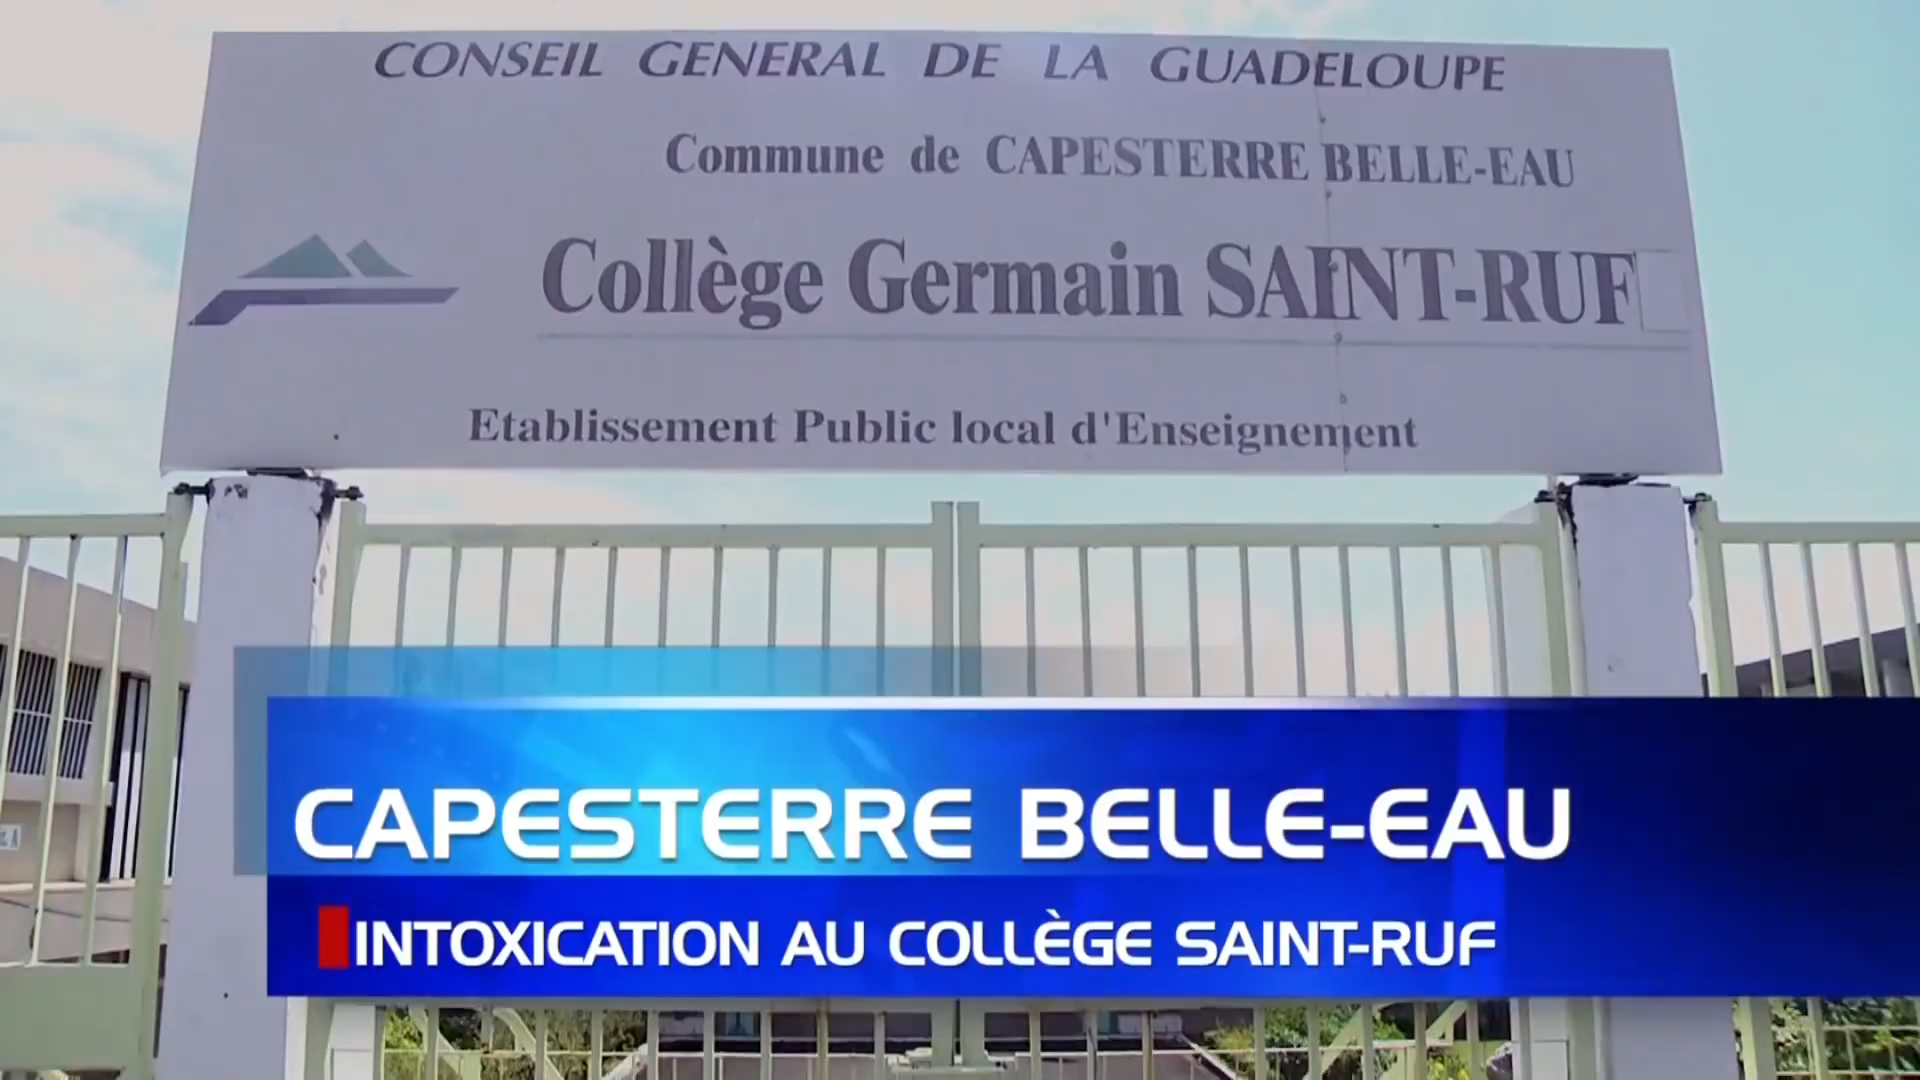 CONSEIL GENERAL DE LA GUADELOUPE
Commune de CAPESTERRE BELLE-EAU
Collège Germain SAINT-RUF
Etablissement Public local d'Enseignement
CAPESTERRE BELLE-EAU
INTOXICATION AU COLLÈGE SAINT-RUF